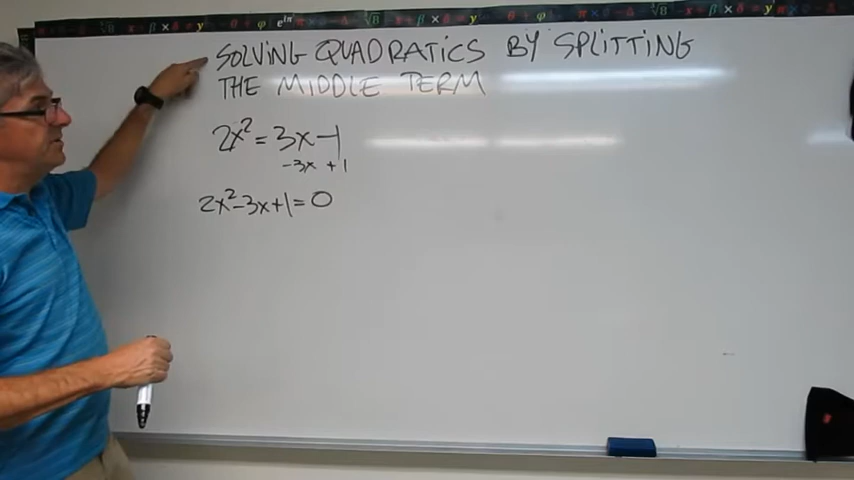 SOLVING QUADRATICS BY SPLITTING
THE MIDDLE TERM
2x² = 3x - 1
-3x + 1
2x² - 3x + 1 = 0